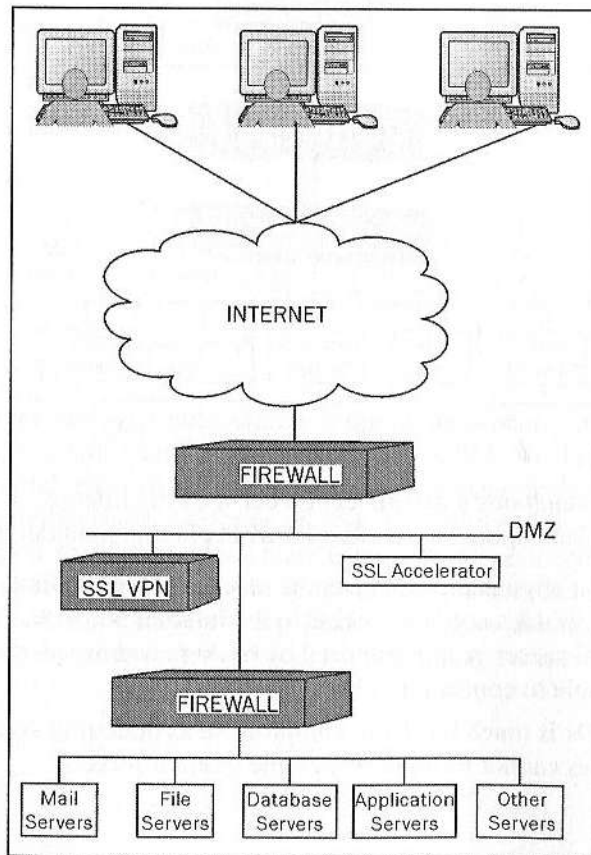 INTERNET
FIREWALL
DMZ
SSL VPN
SSL Accelerator
FIREWALL
Mail
Servers
File
Servers
Database
Servers
Application
Servers
Other
Servers